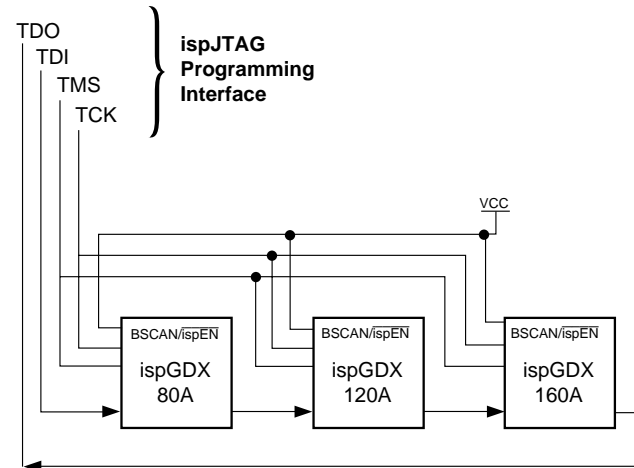 TDO
TDI
TMS
TCK
ispJTAG
Programming
Interface
VCC
BSCAN/ispEN
ispGDX
80A
BSCAN/ispEN
ispGDX
120A
BSCAN/ispEN
ispGDX
160A